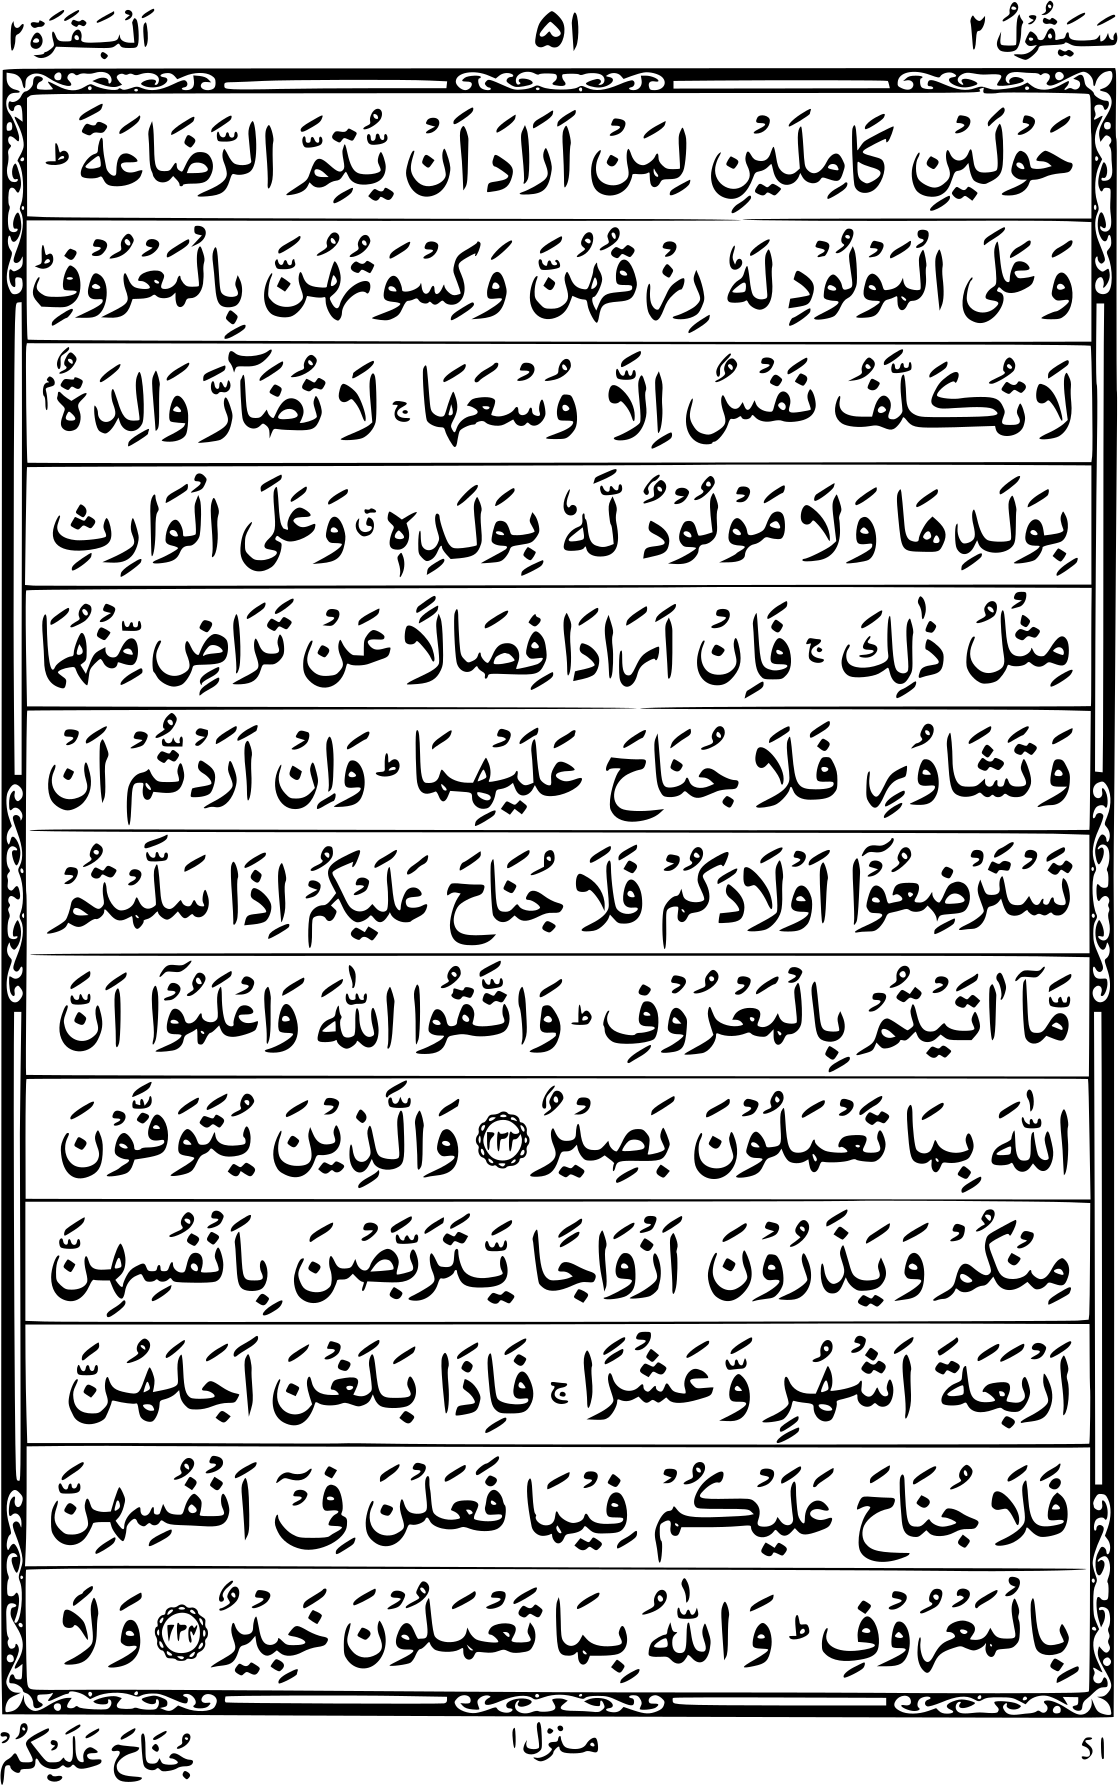 سَيَقُوْلُ ٢ ٥١ اَلْبَقَرَة ٢
حَوْلَيْنِ كَامِلَيْنِ لِمَنْ اَرَادَ اَنْ يُّتِمَّ الرَّضَاعَةَ ؕ
وَ عَلَى الْمَوْلُوْدِ لَهٗ رِزْقُهُنَّ وَكِسْوَتُهُنَّ بِالْمَعْرُوْفِ ؕ
لَا تُكَلَّفُ نَفْسٌ اِلَّا وُسْعَهَا ۚ لَا تُضَآرَّ وَالِدَةٌۢ
بِوَلَدِهَا وَلَا مَوْلُوْدٌ لَّهٗ بِوَلَدِهٖ ۗ وَعَلَى الْوَارِثِ
مِثْلُ ذٰلِكَ ۚ فَاِنْ اَرَادَا فِصَالًا عَنْ تَرَاضٍ مِّنْهُمَا
وَ تَشَاوُرٍ فَلَا جُنَاحَ عَلَيْهِمَا ؕ وَاِنْ اَرَدْتُّمْ اَنْ
تَسْتَرْضِعُوْۤا اَوْلَادَكُمْ فَلَا جُنَاحَ عَلَيْكُمْ اِذَا سَلَّمْتُمْ
مَّاۤ اٰتَيْتُمْ بِالْمَعْرُوْفِ ؕ وَاتَّقُوا اللّٰهَ وَاعْلَمُوْۤا اَنَّ
اللّٰهَ بِمَا تَعْمَلُوْنَ بَصِيْرٌ ﴿٢٣٣﴾ وَالَّذِيْنَ يُتَوَفَّوْنَ
مِنْكُمْ وَ يَذَرُوْنَ اَزْوَاجًا يَّتَرَبَّصْنَ بِاَنْفُسِهِنَّ
اَرْبَعَةَ اَشْهُرٍ وَّ عَشْرًا ۚ فَاِذَا بَلَغْنَ اَجَلَهُنَّ
فَلَا جُنَاحَ عَلَيْكُمْ فِيْمَا فَعَلْنَ فِىْۤ اَنْفُسِهِنَّ
بِالْمَعْرُوْفِ ؕ وَ اللّٰهُ بِمَا تَعْمَلُوْنَ خَبِيْرٌ ﴿٢٣۴﴾ وَ لَا
51 منزل ١ جُنَاحَ عَلَيْكُمْ